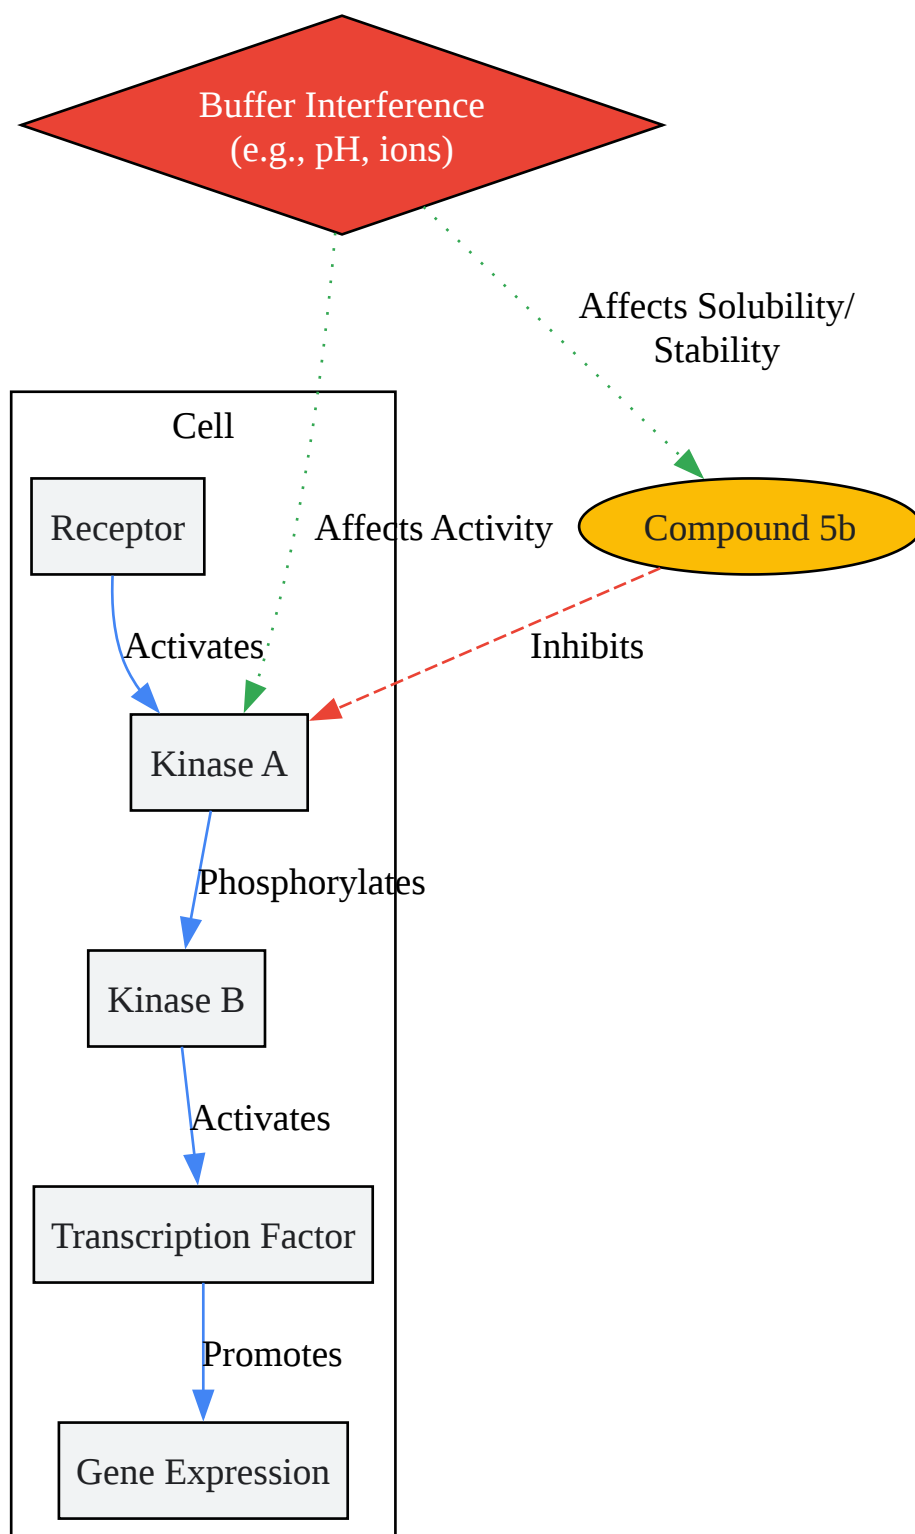 Buffer Interference
(e.g., pH, ions)
Affects Solubility/
Stability
Cell
Receptor
Affects Activity
Compound 5b
Activates
Inhibits
Kinase A
Phosphorylates
Kinase B
Activates
Transcription Factor
Promotes
Gene Expression